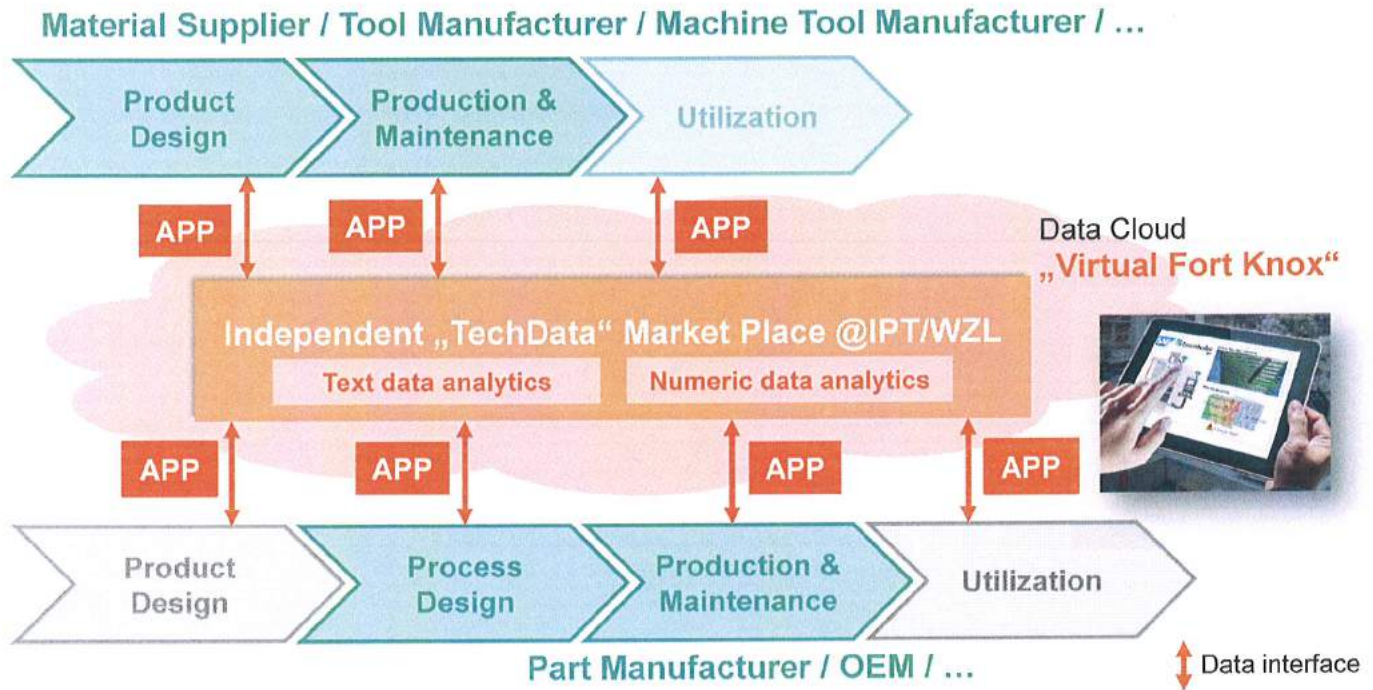 Material Supplier / Tool Manufacturer / Machine Tool Manufacturer / ...
Product
Design
Production &
Maintenance
Utilization
APP
APP
APP
Data Cloud
„Virtual Fort Knox“
Independent „TechData“ Market Place @IPT/WZL
Text data analytics
Numeric data analytics
SAP
APP
APP
APP
APP
Product
Design
Process
Design
Production &
Maintenance
Utilization
Part Manufacturer / OEM / ...
Data interface